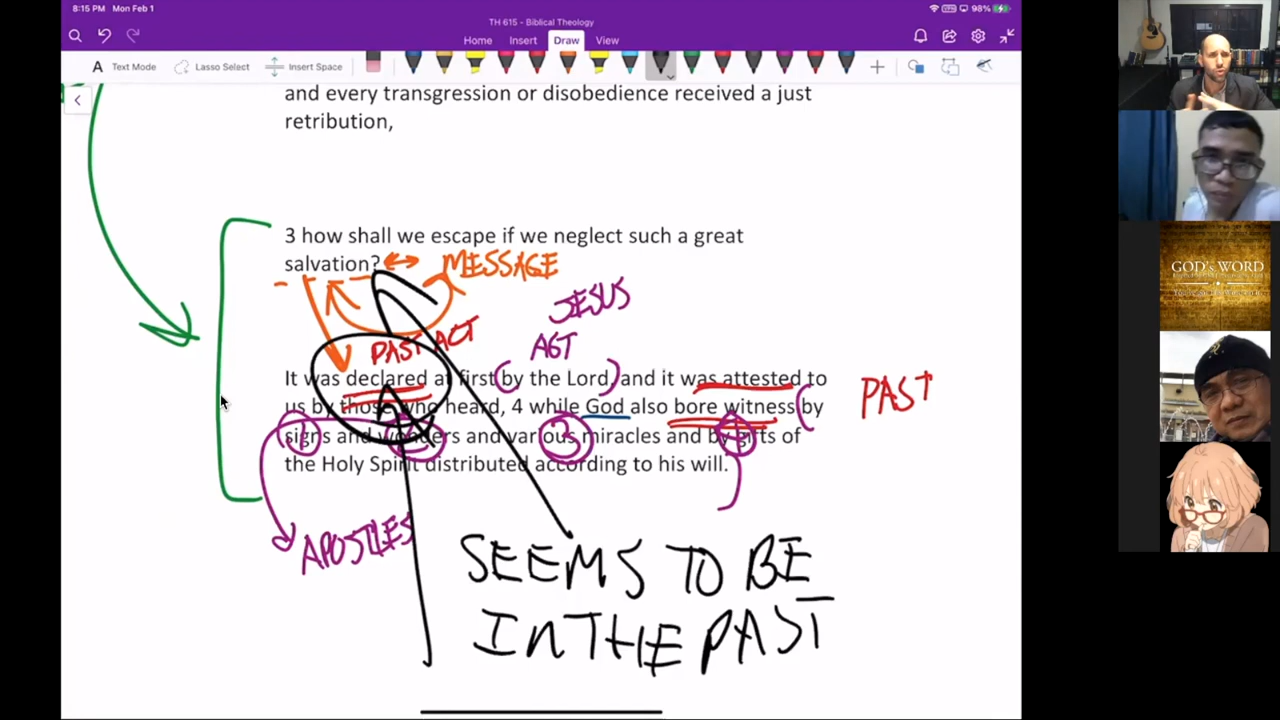 8:15 PM Mon Feb 1
98%
TH 615 - Biblical Theology
Home Insert Draw View
Text Mode Lasso Select Insert Space
and every transgression or disobedience received a just
retribution,
3 how shall we escape if we neglect such a great
salvation?
MESSAGE
JESUS
PAST ACT
AGT
It was declared at first by the Lord, and it was attested to
us by those who heard, 4 while God also bore witness by
PAST
signs and wonders and various miracles and by gifts of
3
the Holy Spirit distributed according to his will.
APOSTLES
SEEMS TO BE
IN THE PAST
GOD's WORD